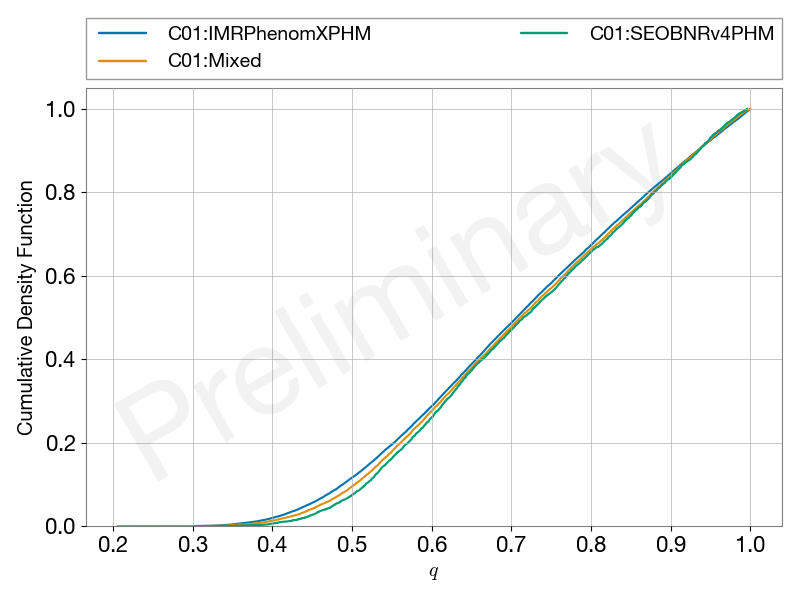 C01:IMRPhenomXPHM
C01:SEOBNRv4PHM
C01:Mixed
Preliminary
Cumulative Density Function
1.0
0.8
0.6
0.4
0.2
0.0
0.2 0.3 0.4 0.5 0.6 0.7 0.8 0.9 1.0
q